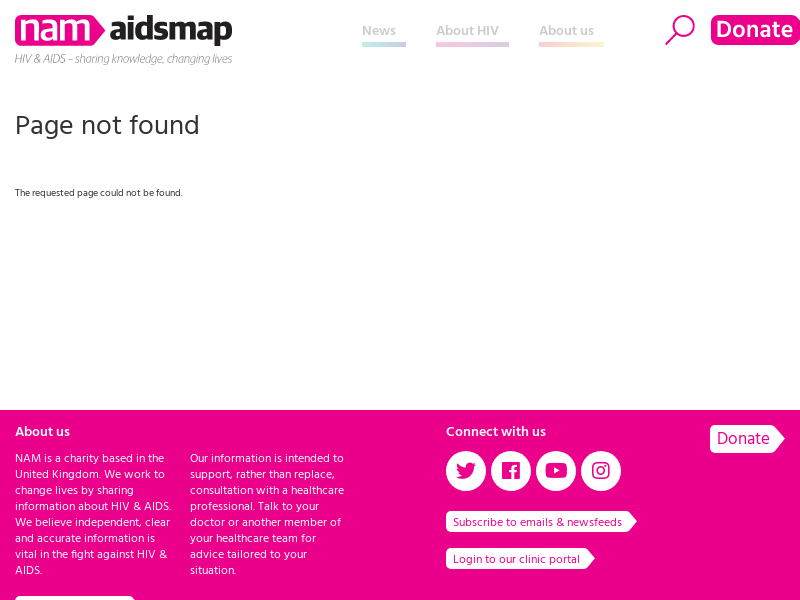 nam aidsmap
HIV & AIDS – sharing knowledge, changing lives
News
About HIV
About us
Donate
Page not found
The requested page could not be found.
About us
NAM is a charity based in the
United Kingdom. We work to
change lives by sharing
information about HIV & AIDS.
We believe independent, clear
and accurate information is
vital in the fight against HIV &
AIDS.
Our information is intended to
support, rather than replace,
consultation with a healthcare
professional. Talk to your
doctor or another member of
your healthcare team for
advice tailored to your
situation.
Connect with us
Subscribe to emails & newsfeeds
Login to our clinic portal
Donate